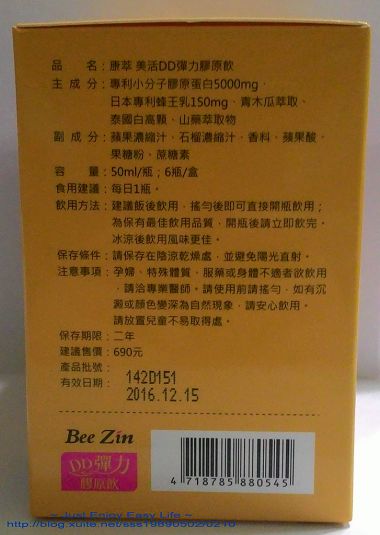 品　　名：康萃 美活DD彈力膠原飲
主 成 分：專利小分子膠原蛋白5000mg、
日本專利蜂王乳150mg、青木瓜萃取、
泰國白高顆、山藥萃取物
副 成 分：蘋果濃縮汁、石榴濃縮汁、香料、蘋果酸、
果糖粉、蔗糖素
容　　量：50ml/瓶；6瓶/盒
食用建議：每日1瓶。
飲用方法：建議飯後飲用，搖勻後即可直接開瓶飲用；
為保有最佳飲用品質，開瓶後請立即飲完。
冰涼後飲用風味更佳。
保存條件：請保存在陰涼乾燥處，並避免陽光直射。
注意事項：孕婦、特殊體質、服藥或身體不適者欲飲用
，請洽專業醫師。請使用前請搖勻，如有沉
澱或顏色變深為自然現象，請安心飲用。
請放置兒童不易取得處。
保存期限：二年
建議售價：690元
產品批號：
有效日期：
142D151
2016.12.15
Bee Zin
DD彈力
膠原飲
4 718785 880545
~ Just Enjoy Easy Life ~
http://blog.xuite.net/sss19890502/0210